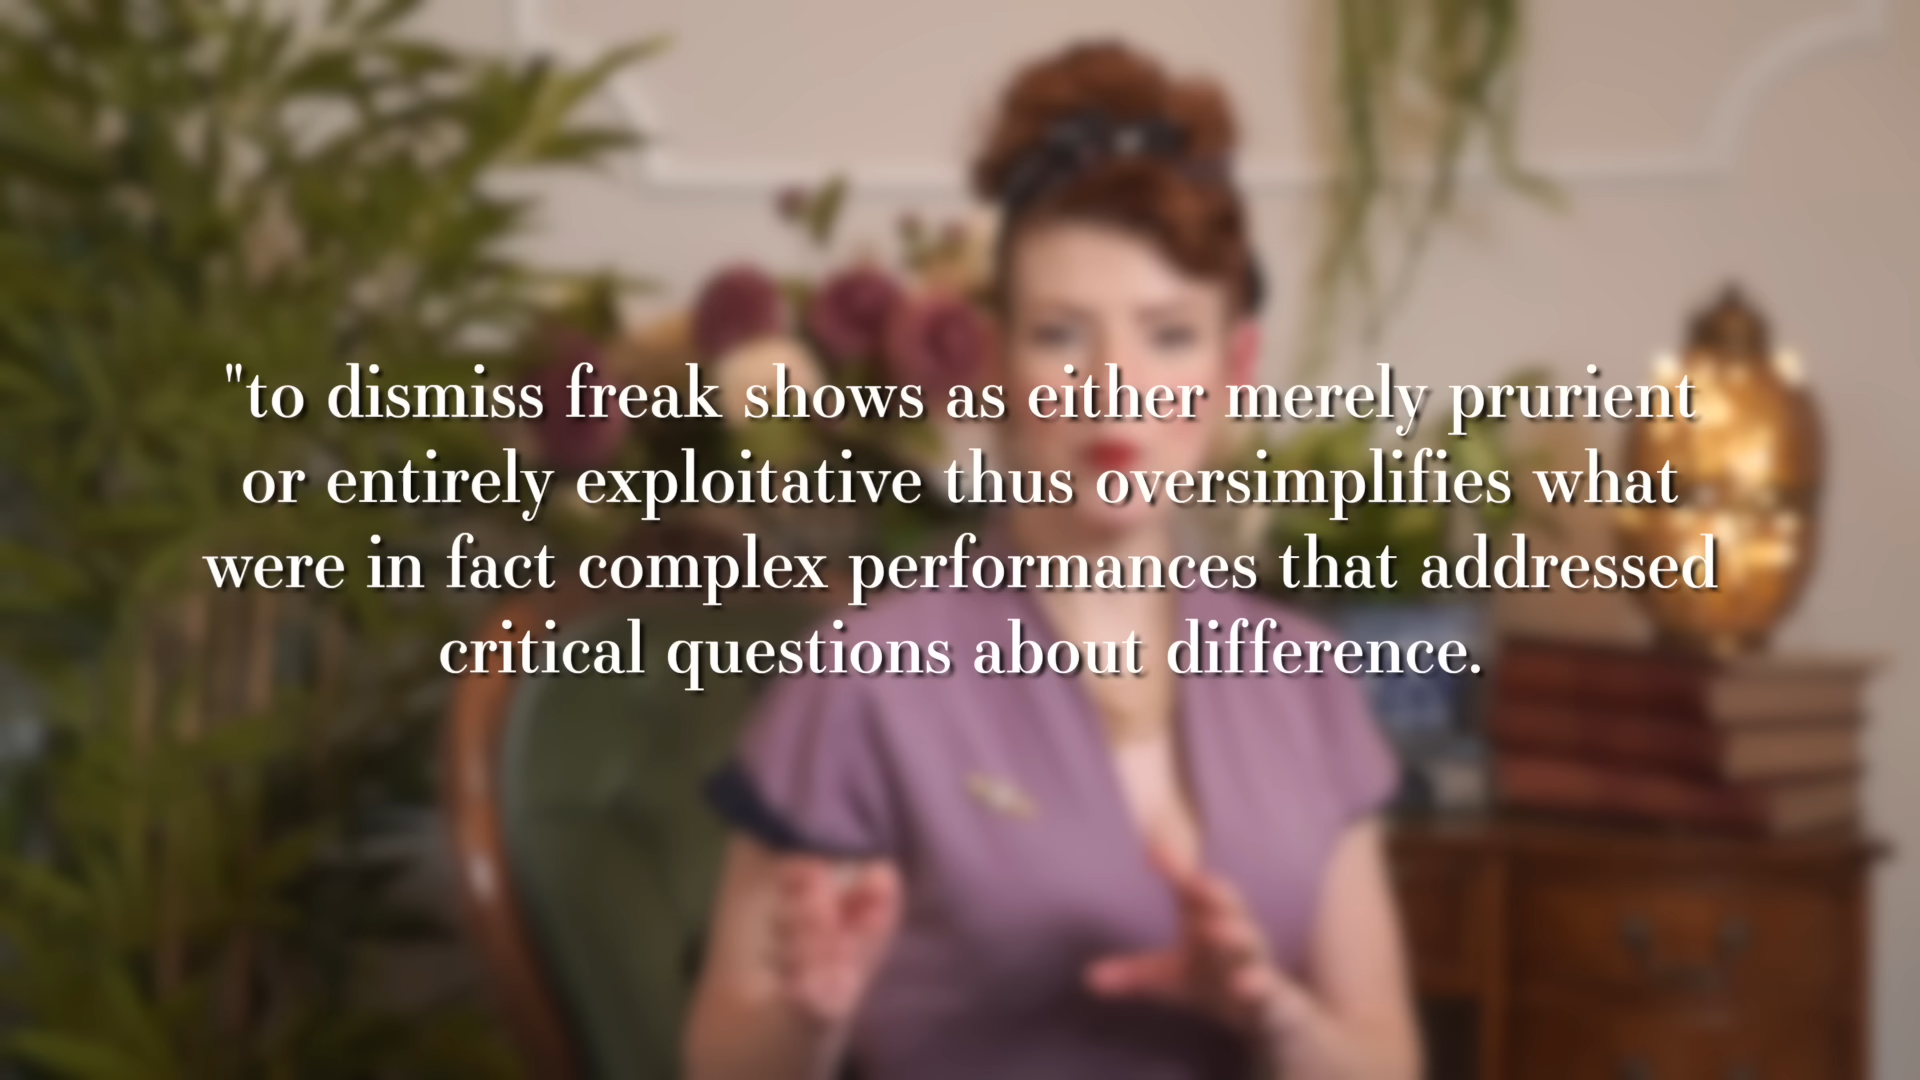 "to dismiss freak shows as either merely prurient
or entirely exploitative thus oversimplifies what
were in fact complex performances that addressed
critical questions about difference.